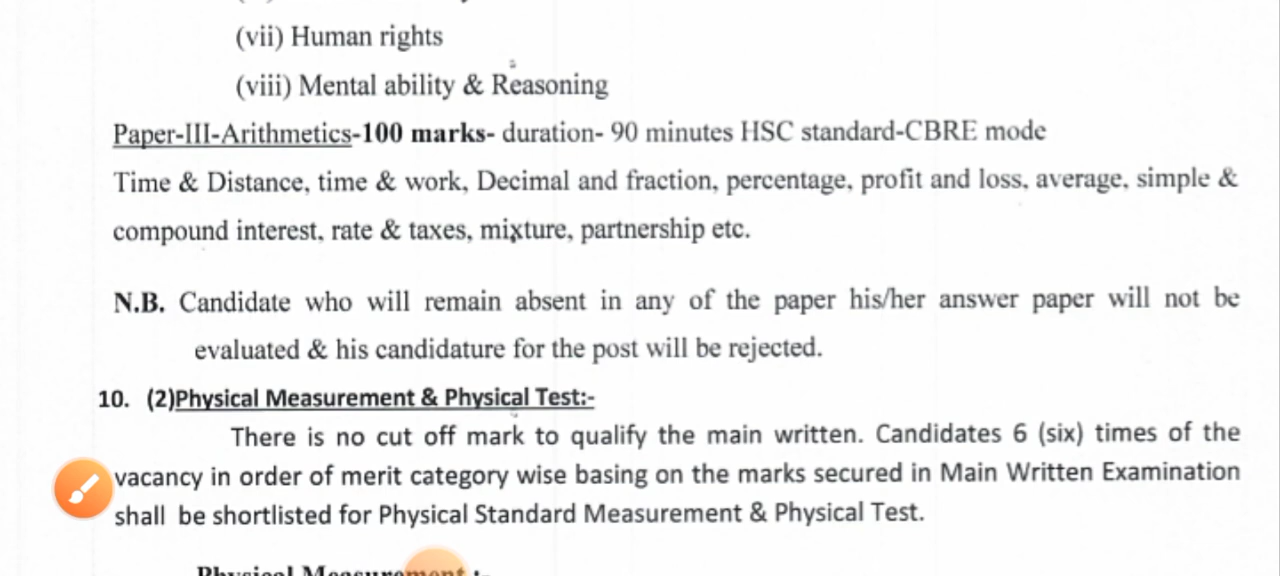 (vii) Human rights
(viii) Mental ability & Reasoning
Paper-III-Arithmetics-100 marks- duration- 90 minutes HSC standard-CBRE mode
Time & Distance, time & work, Decimal and fraction, percentage, profit and loss, average, simple &
compound interest, rate & taxes, mixture, partnership etc.
N.B. Candidate who will remain absent in any of the paper his/her answer paper will not be
evaluated & his candidature for the post will be rejected.
10. (2)Physical Measurement & Physical Test:-
There is no cut off mark to qualify the main written. Candidates 6 (six) times of the
vacancy in order of merit category wise basing on the marks secured in Main Written Examination
shall be shortlisted for Physical Standard Measurement & Physical Test.
Physical Measurement :-